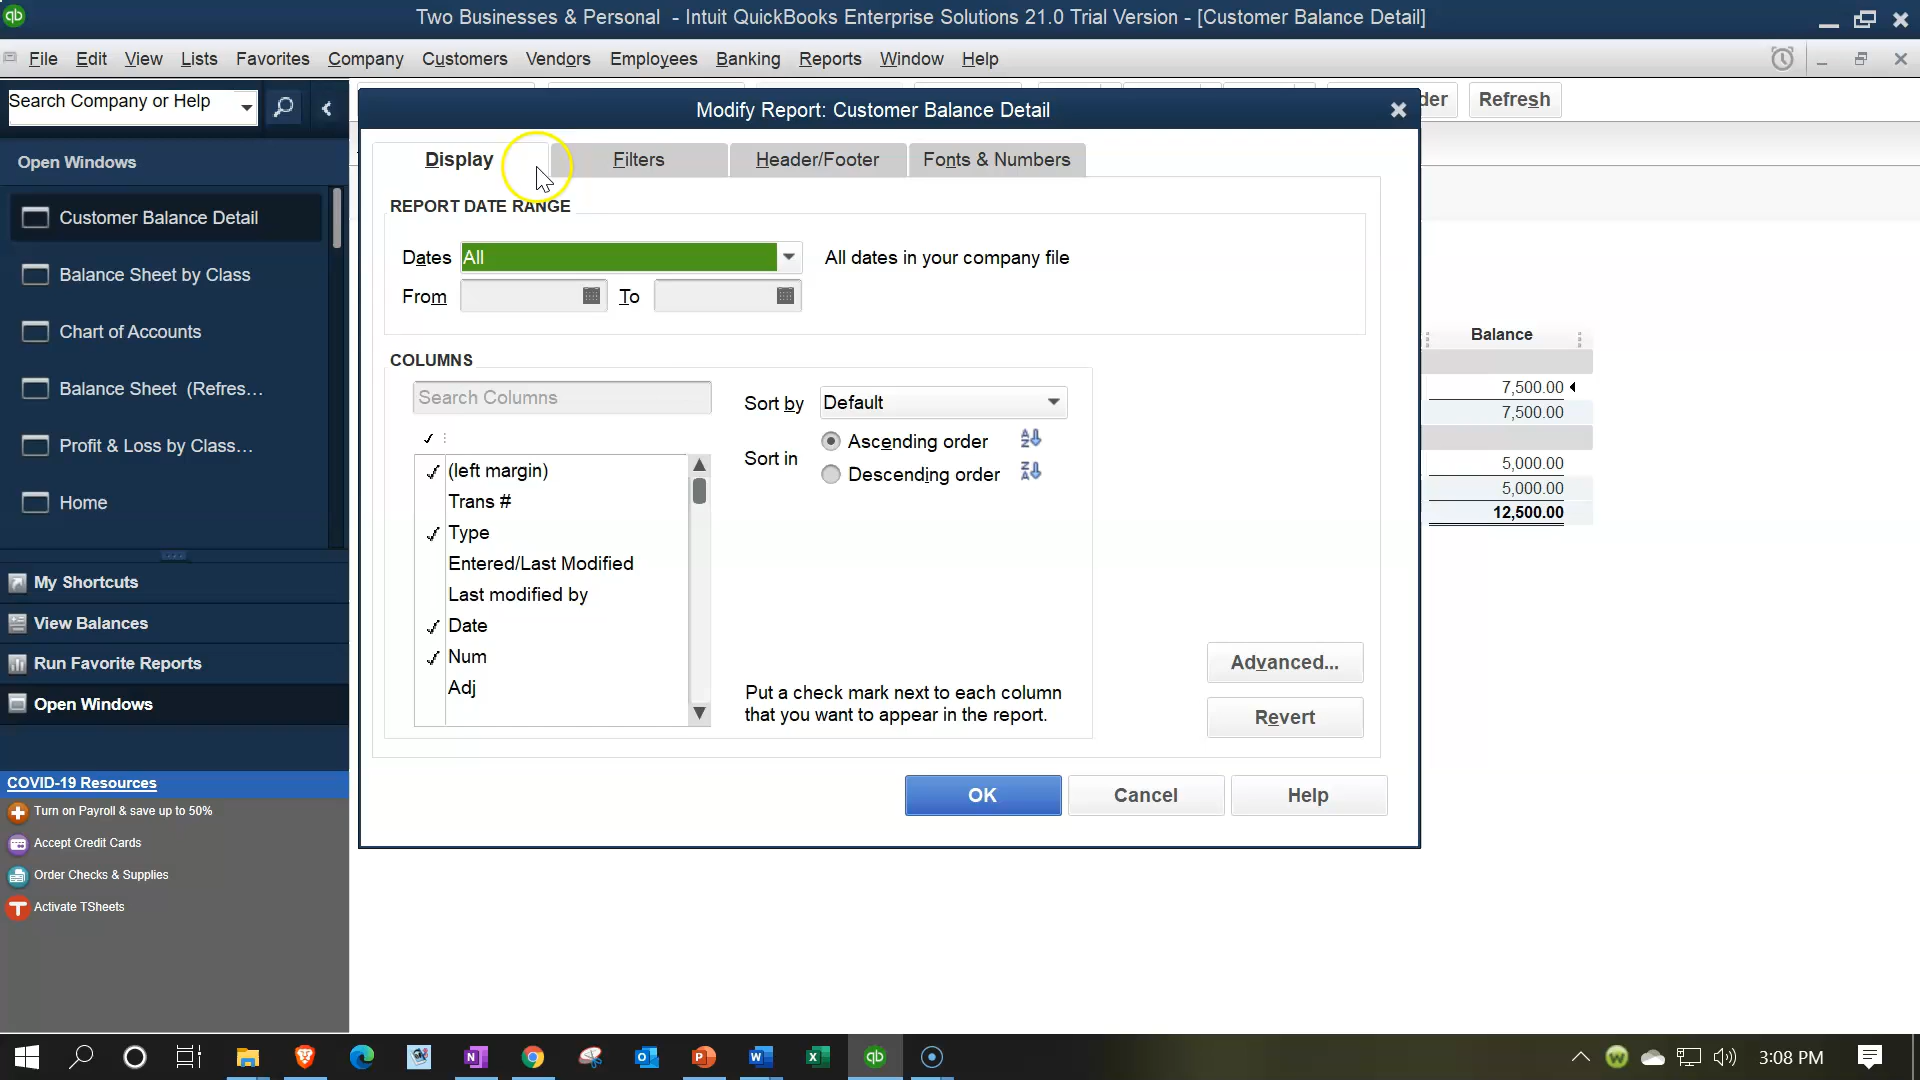 qb
Two Businesses & Personal - Intuit QuickBooks Enterprise Solutions 21.0 Trial Version - [Customer Balance Detail]
File Edit View Lists Favorites Company Customers Vendors Employees Banking Reports Window Help
Search Company or Help
der
Refresh
Open Windows
Customer Balance Detail
Balance Sheet by Class
Chart of Accounts
Balance Sheet (Refres...
Profit & Loss by Class...
Home
My Shortcuts
View Balances
Run Favorite Reports
Open Windows
COVID-19 Resources
Turn on Payroll & save up to 50%
Accept Credit Cards
Order Checks & Supplies
Activate TSheets
Modify Report: Customer Balance Detail
Display Filters Header/Footer Fonts & Numbers
REPORT DATE RANGE
Dates All All dates in your company file
From To
COLUMNS
Search Columns
Sort by Default
Sort in Ascending order
Descending order
(left margin)
Trans #
Type
Entered/Last Modified
Last modified by
Date
Num
Adj
Put a check mark next to each column
that you want to appear in the report.
Advanced...
Revert
OK Cancel Help
Balance
7,500.00
7,500.00
5,000.00
5,000.00
12,500.00
3:08 PM